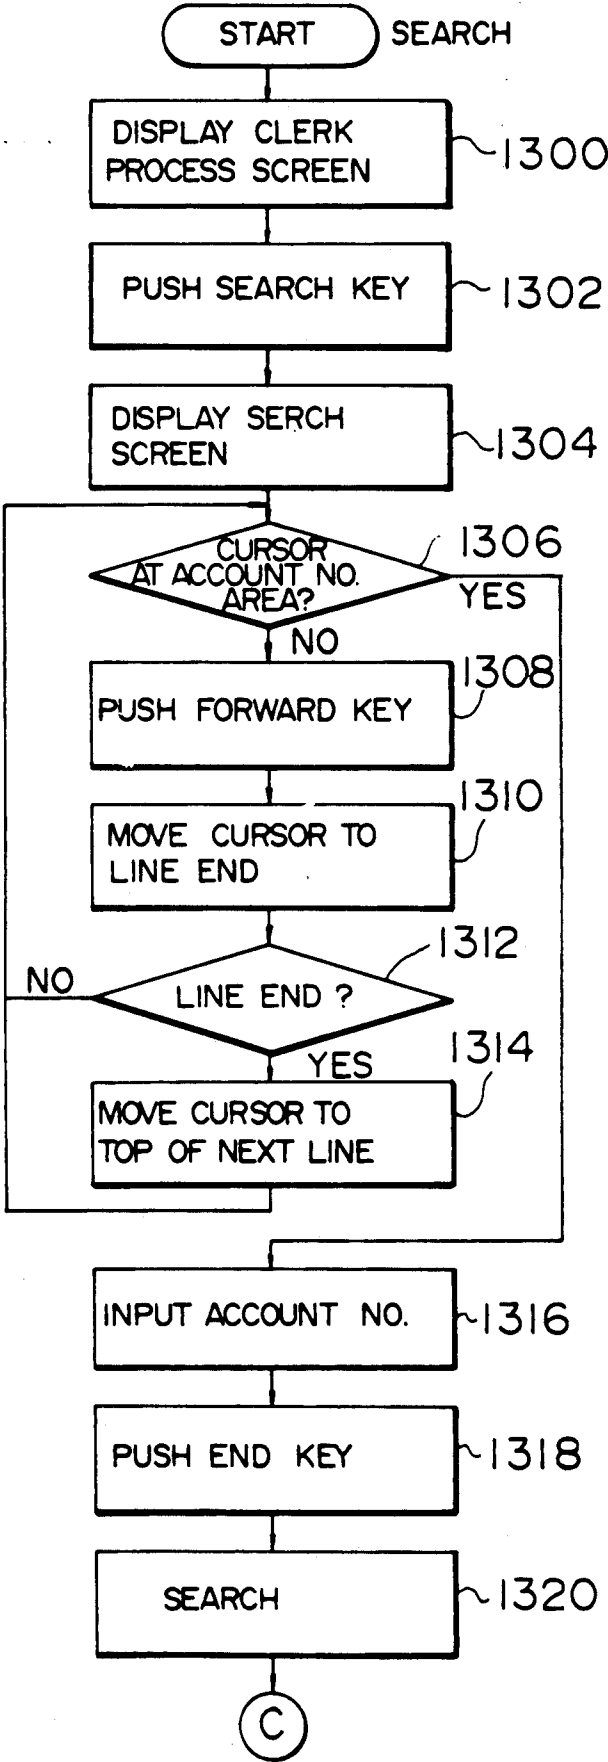 START SEARCH
DISPLAY CLERK
PROCESS SCREEN
1300
PUSH SEARCH KEY
1302
DISPLAY SERCH
SCREEN
1304
CURSOR
AT ACCOUNT NO.
AREA?
1306
YES
NO
PUSH FORWARD KEY
1308
MOVE CURSOR TO
LINE END
1310
LINE END ?
1312
NO
YES
MOVE CURSOR TO
TOP OF NEXT LINE
1314
INPUT ACCOUNT NO.
1316
PUSH END KEY
1318
SEARCH
1320
C